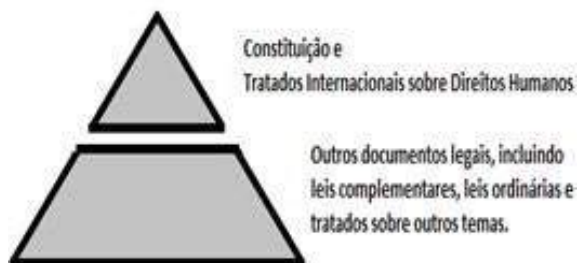 Constituição e
Tratados Internacionais sobre Direitos Humanos
Outros documentos legais, incluindo
leis complementares, leis ordinárias e
tratados sobre outros temas.